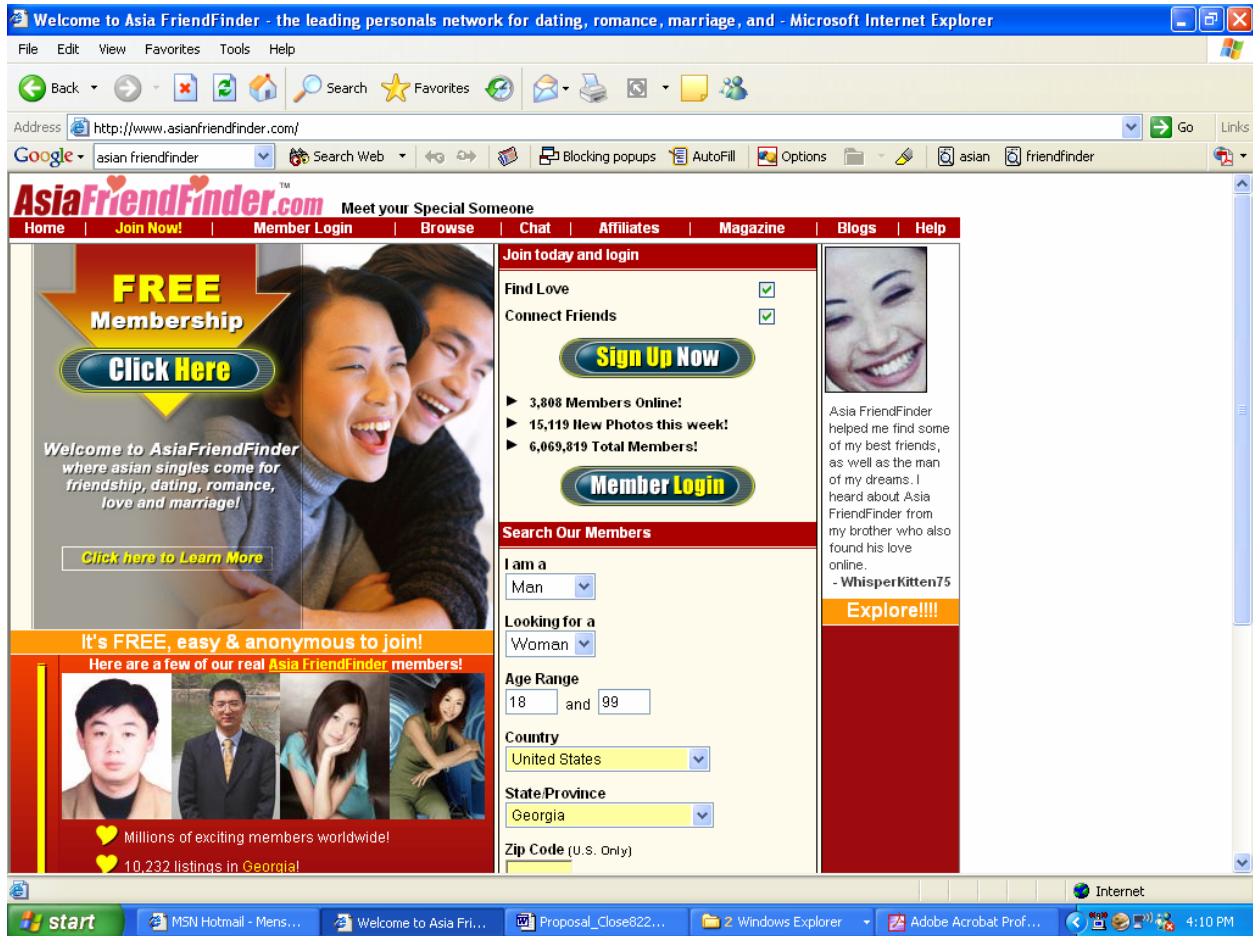 Welcome to Asia FriendFinder - the leading personals network for dating, romance, marriage, and - Microsoft Internet Explorer
File Edit View Favorites Tools Help
Back Search Favorites
Address http://www.asianfriendfinder.com/ Go Links
Google asian friendfinder Search Web Blocking popups AutoFill Options asian friendfinder
AsiaFriendFinder.com™ Meet your Special Someone
Home | Join Now! | Member Login | Browse | Chat | Affiliates | Magazine | Blogs | Help
FREE
Membership
Click Here
Welcome to AsiaFriendFinder
where asian singles come for
friendship, dating, romance,
love and marriage!
Click here to Learn More
It's FREE, easy & anonymous to join!
Here are a few of our real Asia FriendFinder members!
Millions of exciting members worldwide!
10,232 listings in Georgia!
Join today and login
Find Love
Connect Friends
Sign Up Now
3,808 Members Online!
15,119 New Photos this week!
6,069,819 Total Members!
Member Login
Search Our Members
I am a
Man
Looking for a
Woman
Age Range
18 and 99
Country
United States
State/Province
Georgia
Zip Code (U.S. Only)
Asia FriendFinder
helped me find some
of my best friends,
as well as the man
of my dreams. I
heard about Asia
FriendFinder from
my brother who also
found his love
online.
- WhisperKitten75
Explore!!!!
Internet
start MSN Hotmail - Mens... Welcome to Asia Fri... Proposal_Close822... 2 Windows Explorer Adobe Acrobat Prof... 4:10 PM